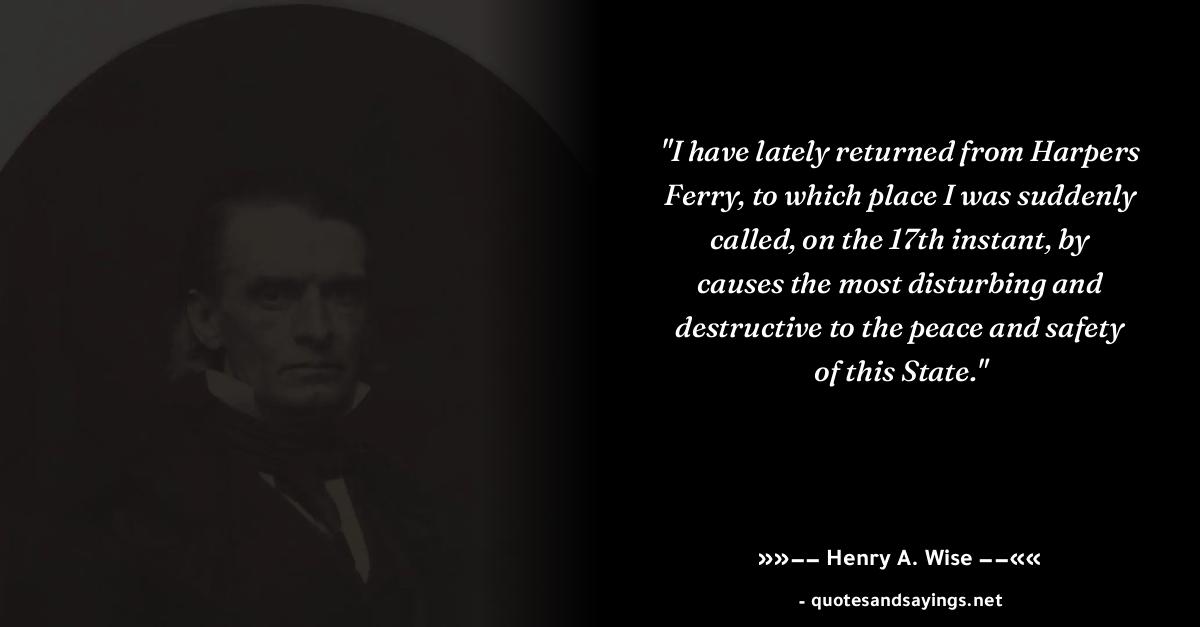 "I have lately returned from Harpers
Ferry, to which place I was suddenly
called, on the 17th instant, by
causes the most disturbing and
destructive to the peace and safety
of this State."
»»−− Henry A. Wise −−««
- quotesandsayings.net